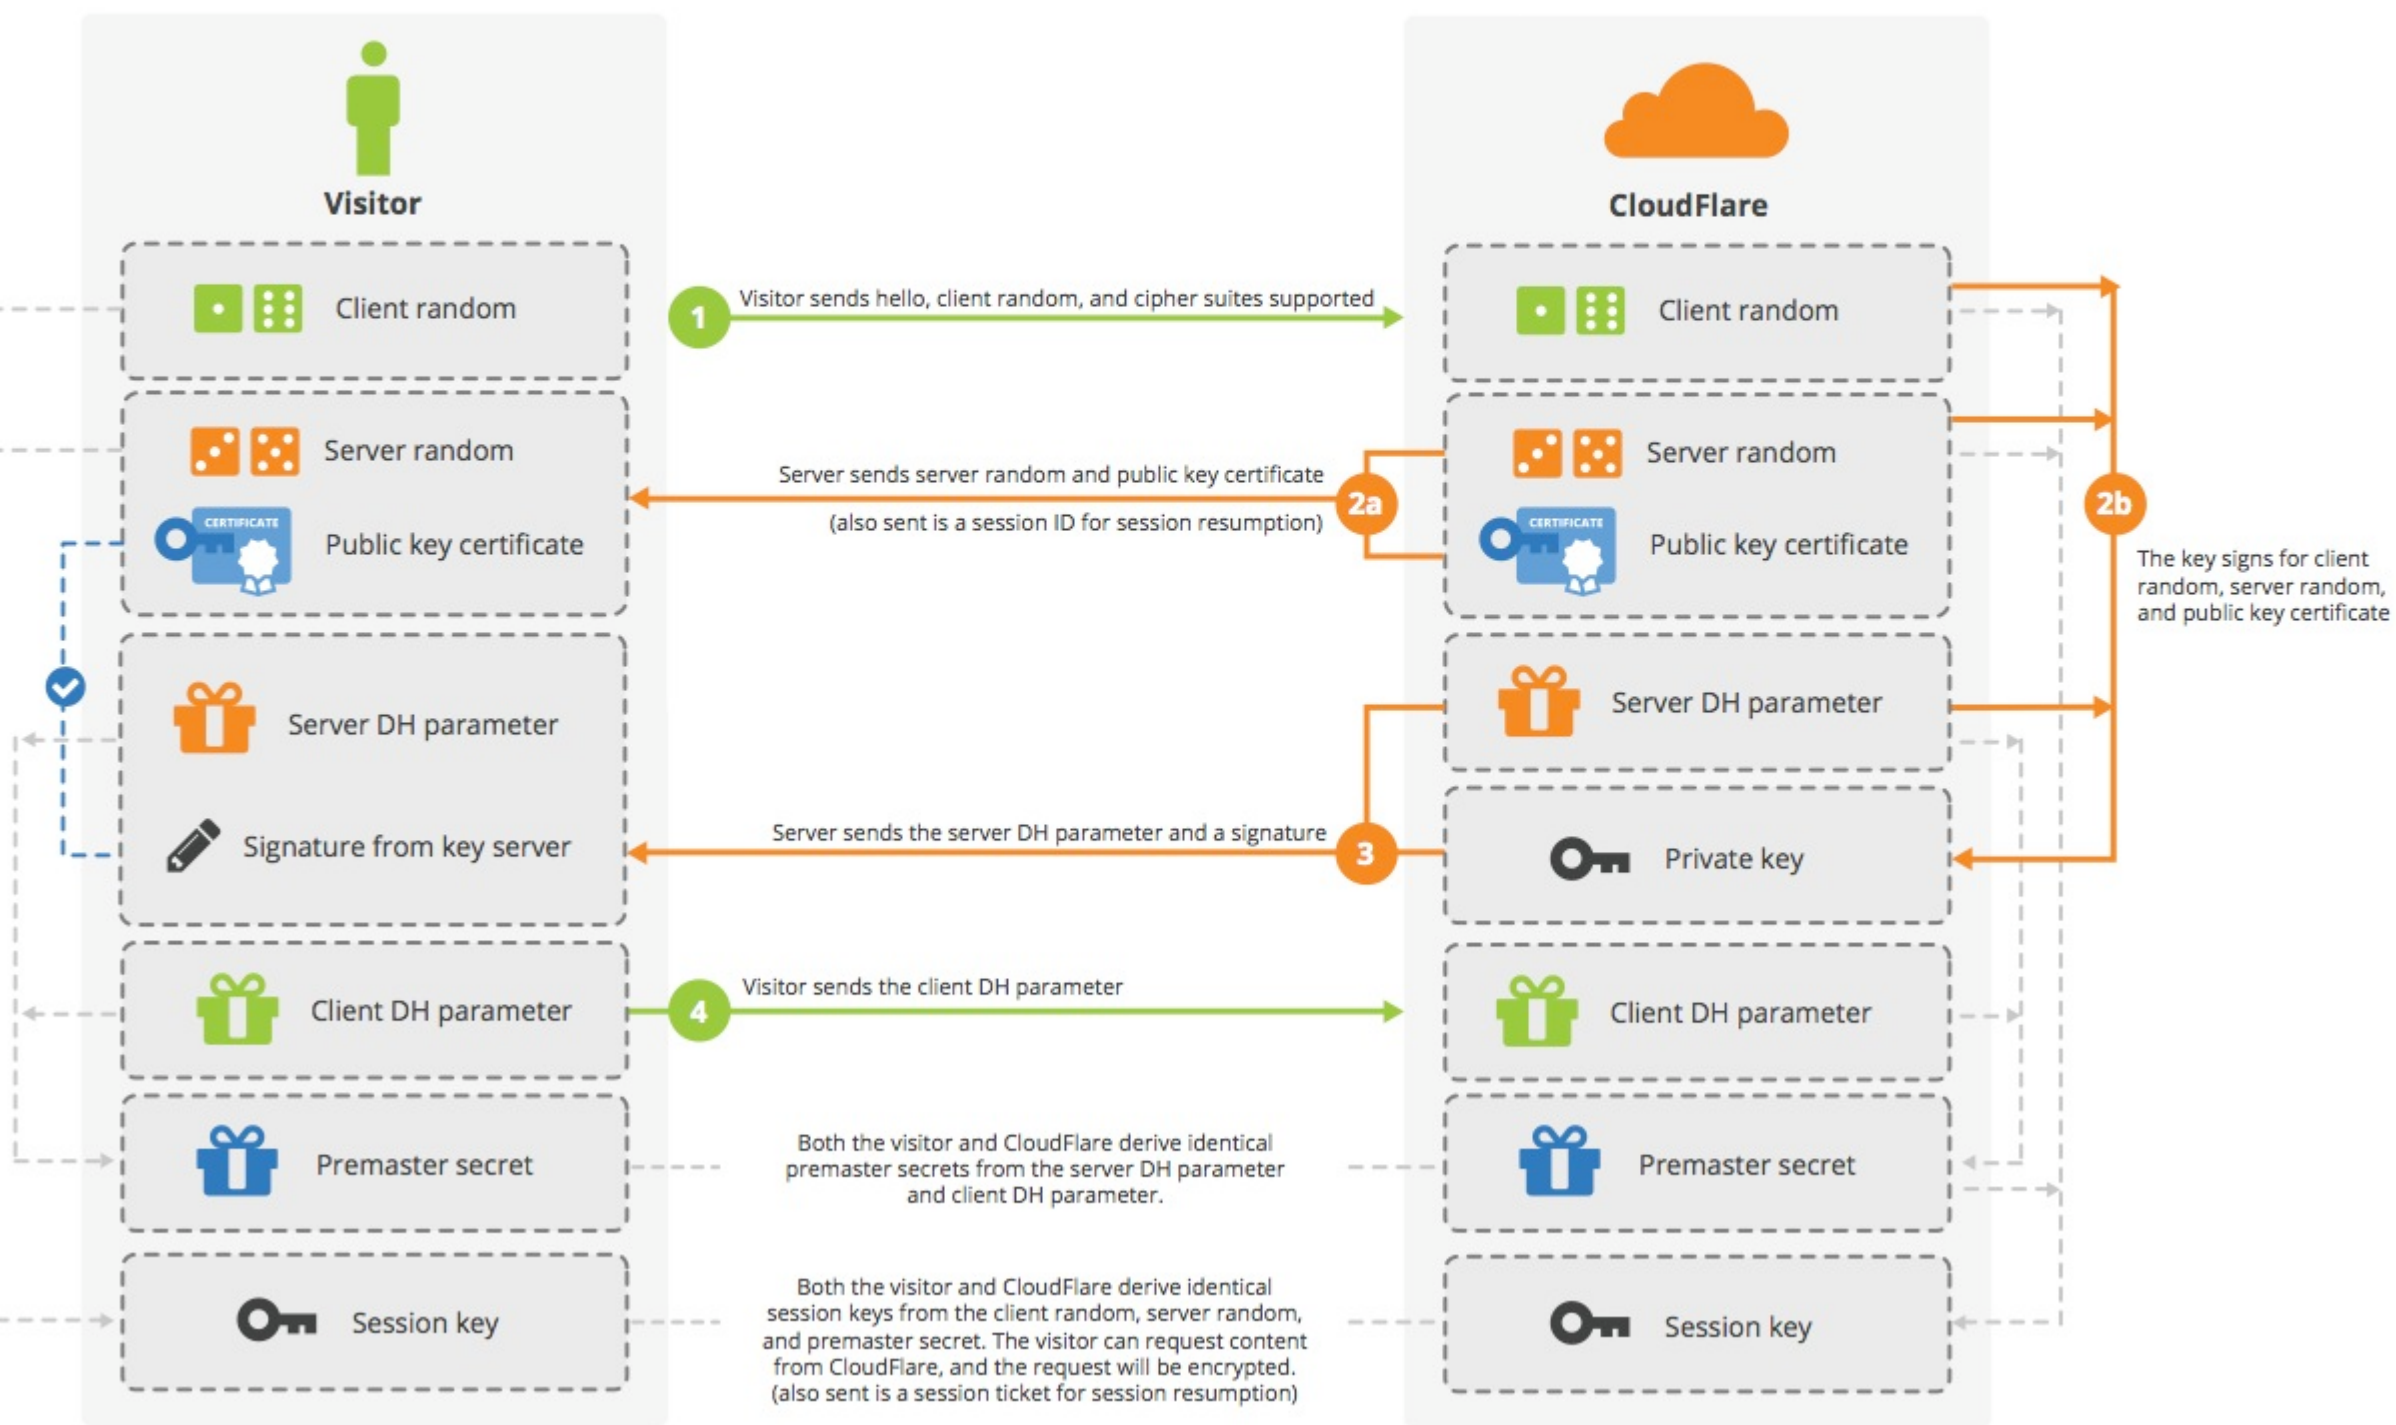 Visitor
CloudFlare
Client random
1
Visitor sends hello, client random, and cipher suites supported
Client random
Server random
CERTIFICATE
Public key certificate
Server sends server random and public key certificate
2a
(also sent is a session ID for session resumption)
Server random
CERTIFICATE
Public key certificate
2b
The key signs for client
random, server random,
and public key certificate
Server DH parameter
Signature from key server
Server sends the server DH parameter and a signature
3
Server DH parameter
Private key
Client DH parameter
4
Visitor sends the client DH parameter
Client DH parameter
Premaster secret
Both the visitor and CloudFlare derive identical
premaster secrets from the server DH parameter
and client DH parameter.
Premaster secret
Session key
Both the visitor and CloudFlare derive identical
session keys from the client random, server random,
and premaster secret. The visitor can request content
from CloudFlare, and the request will be encrypted.
(also sent is a session ticket for session resumption)
Session key